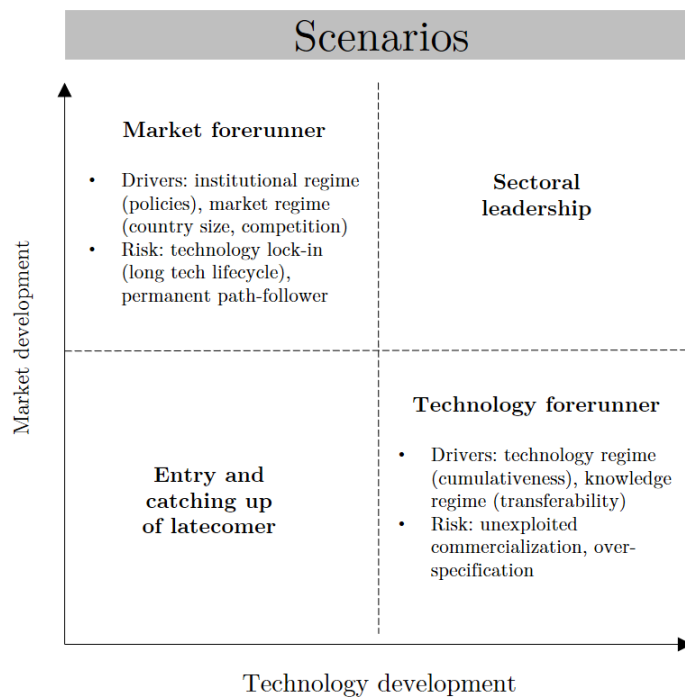 Scenarios
Market forerunner
• Drivers: institutional regime
(policies), market regime
(country size, competition)
• Risk: technology lock-in
(long tech lifecycle),
permanent path-follower
Sectoral
leadership
Market development
Entry and
catching up
of latecomer
Technology forerunner
• Drivers: technology regime
(cumulativeness), knowledge
regime (transferability)
• Risk: unexploited
commercialization, over-
specification
Technology development